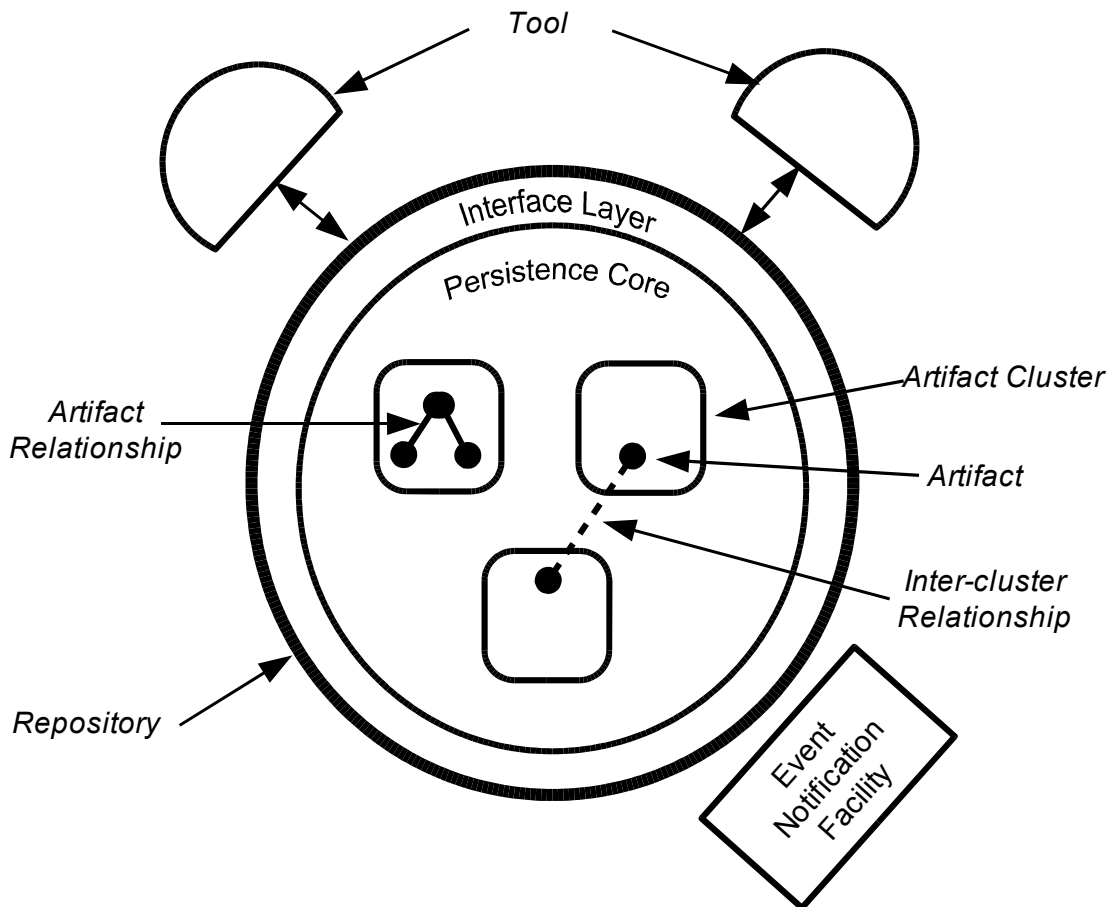 Tool
Interface Layer
Persistence Core
Artifact Cluster
Artifact
Relationship
Artifact
Inter-cluster
Relationship
Repository
Event
Notification
Facility